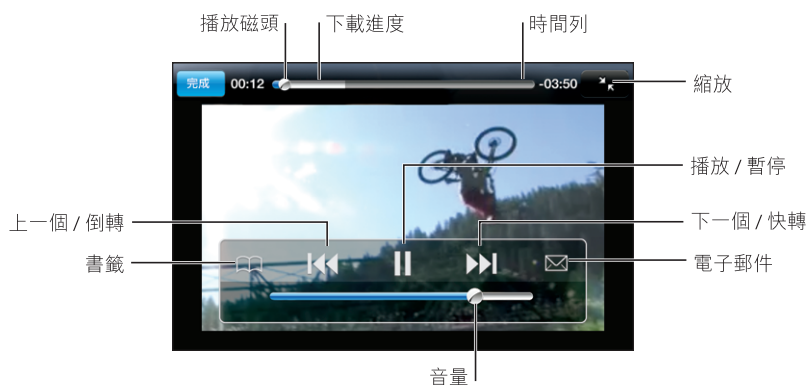 播放磁頭 下載進度 時間列
完成 00:12 -03:50
縮放
播放 / 暫停
上一個 / 倒轉
下一個 / 快轉
書籤
電子郵件
音量